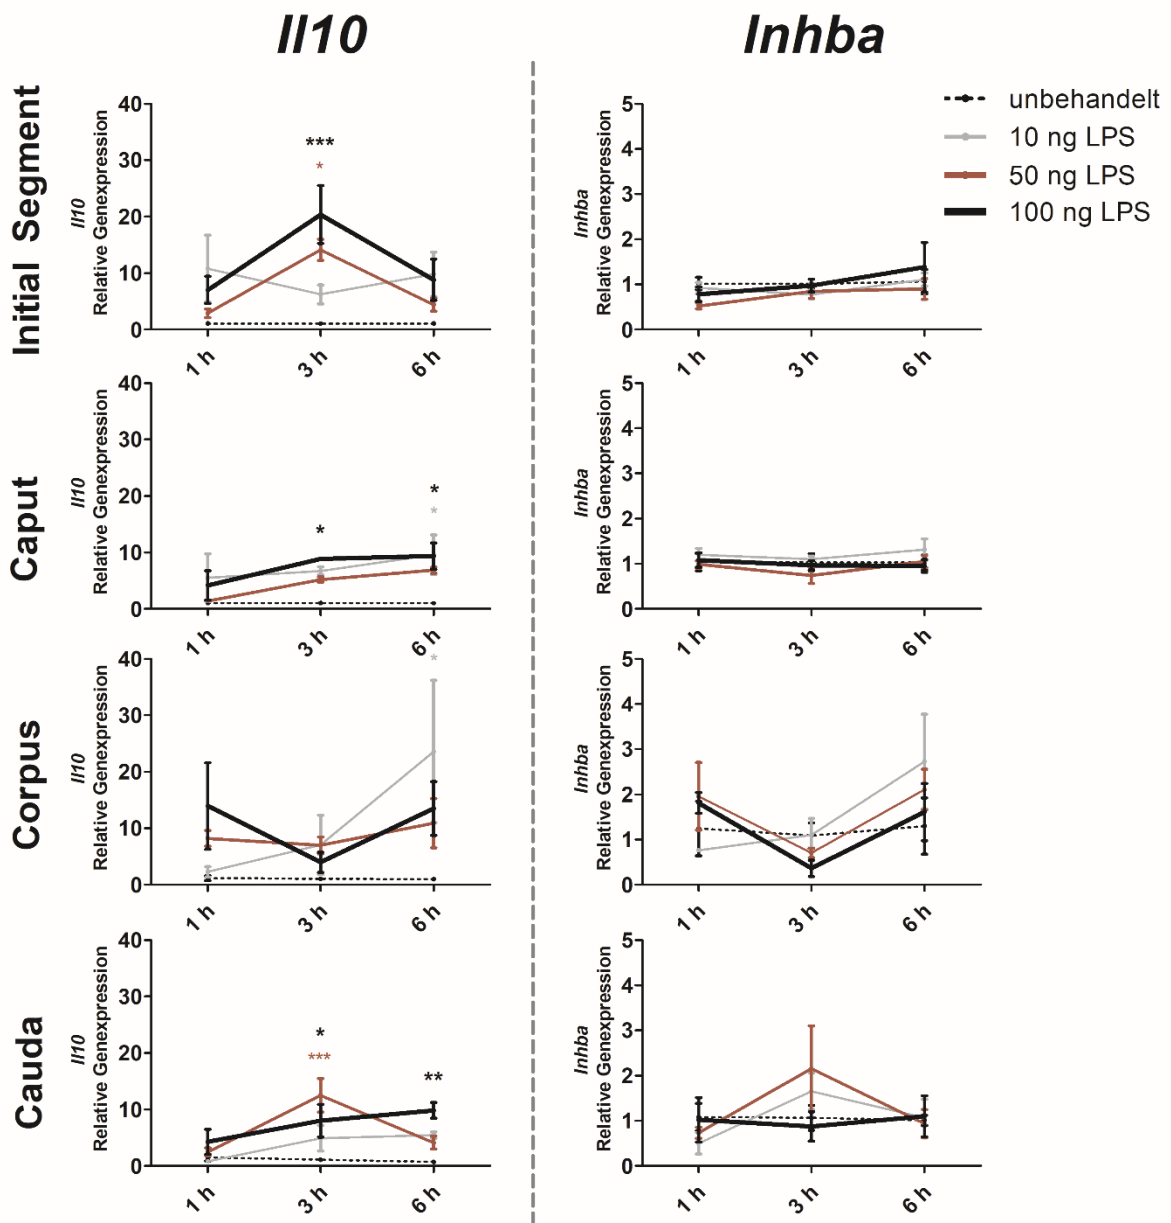 Il10
Inhba
unbehandelt
10 ng LPS
50 ng LPS
100 ng LPS
Initial Segment
Il10
Relative Genexpression
40
30
20
10
0
***
*
1 h
3 h
6 h
Inhba
Relative Genexpression
5
4
3
2
1
0
1 h
3 h
6 h
Caput
Il10
Relative Genexpression
40
30
20
10
0
*
*
*
1 h
3 h
6 h
Inhba
Relative Genexpression
5
4
3
2
1
0
1 h
3 h
6 h
Corpus
Il10
Relative Genexpression
40
30
20
10
0
*
1 h
3 h
6 h
Inhba
Relative Genexpression
5
4
3
2
1
0
1 h
3 h
6 h
Cauda
Il10
Relative Genexpression
40
30
20
10
0
*
***
**
1 h
3 h
6 h
Inhba
Relative Genexpression
5
4
3
2
1
0
1 h
3 h
6 h